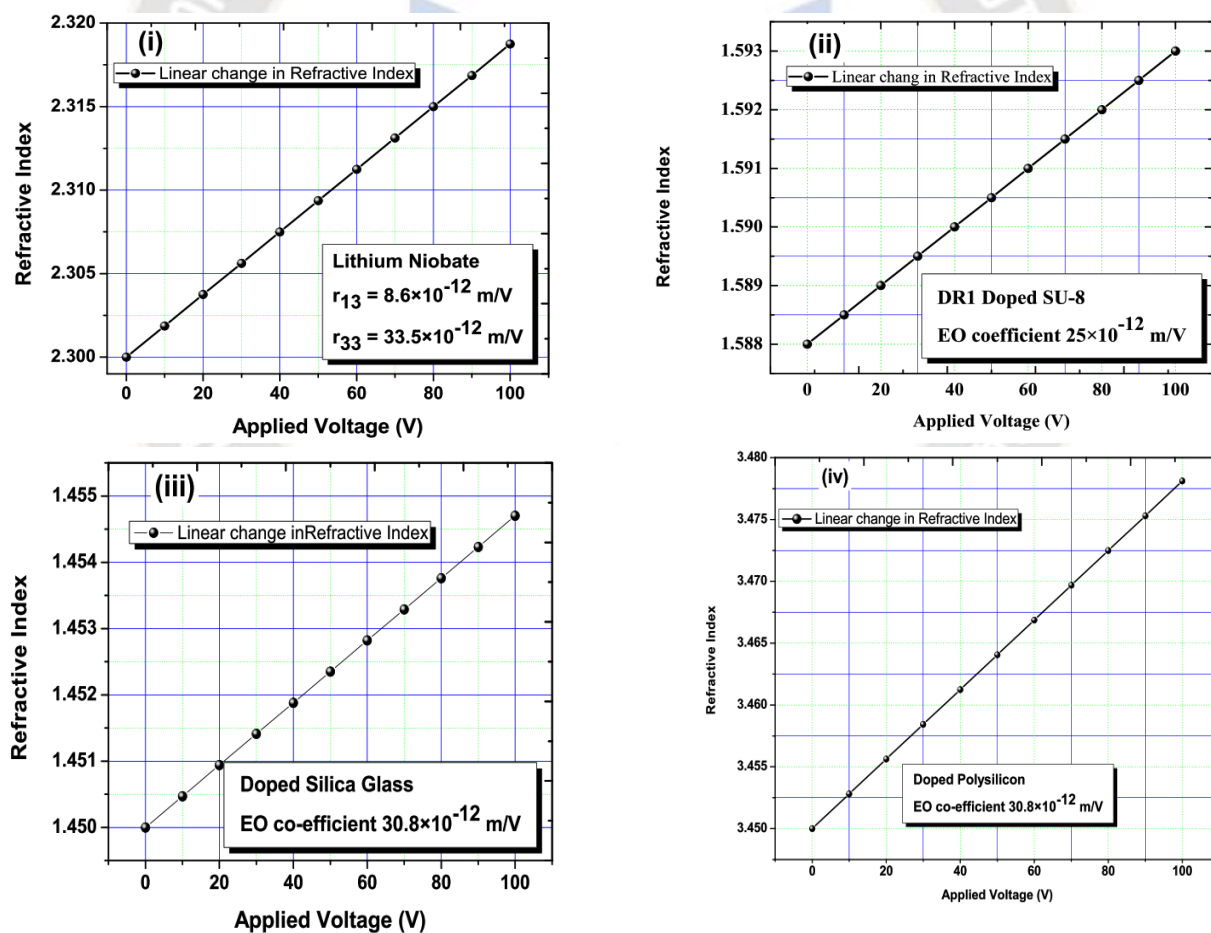 (i)
Linear change in Refractive Index
2.320
2.315
2.310
2.305
2.300
Refractive Index
Lithium Niobate
r13 = 8.6×10-12 m/V
r33 = 33.5×10-12 m/V
0 20 40 60 80 100
Applied Voltage (V)
(ii)
Linear chang in Refractive Index
1.593
1.592
1.591
1.590
1.589
1.588
Refractive Index
DR1 Doped SU-8
EO coefficient 25×10-12 m/V
0 20 40 60 80 100
Applied Voltage (V)
(iii)
Linear change inRefractive Index
1.455
1.454
1.453
1.452
1.451
1.450
Refractive Index
Doped Silica Glass
EO co-efficient 30.8×10-12 m/V
0 20 40 60 80 100
Applied Voltage (V)
(iv)
Linear change in Refractive Index
3.480
3.475
3.470
3.465
3.460
3.455
3.450
Refractive Index
Doped Polysilicon
EO co-efficient 30.8×10-12 m/V
0 20 40 60 80 100
Applied Voltage (V)